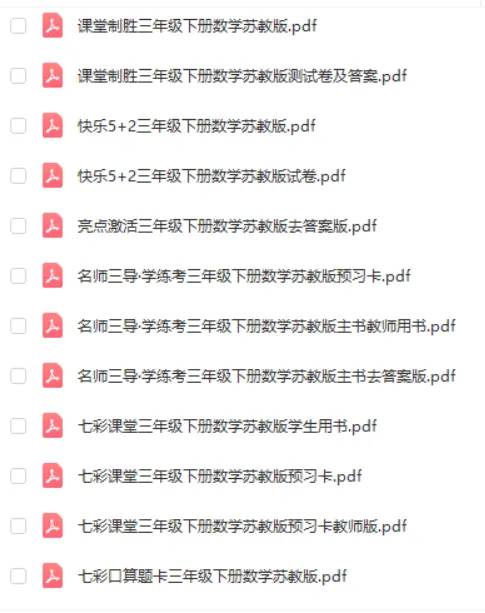 课堂制胜三年级下册数学苏教版.pdf
课堂制胜三年级下册数学苏教版测试卷及答案.pdf
快乐5+2三年级下册数学苏教版.pdf
快乐5+2三年级下册数学苏教版试卷.pdf
亮点激活三年级下册数学苏教版去答案版.pdf
名师三导·学练考三年级下册数学苏教版预习卡.pdf
名师三导·学练考三年级下册数学苏教版主书教师用书.pdf
名师三导·学练考三年级下册数学苏教版主书去答案版.pdf
七彩课堂三年级下册数学苏教版学生用书.pdf
七彩课堂三年级下册数学苏教版预习卡.pdf
七彩课堂三年级下册数学苏教版预习卡教师版.pdf
七彩口算题卡三年级下册数学苏教版.pdf